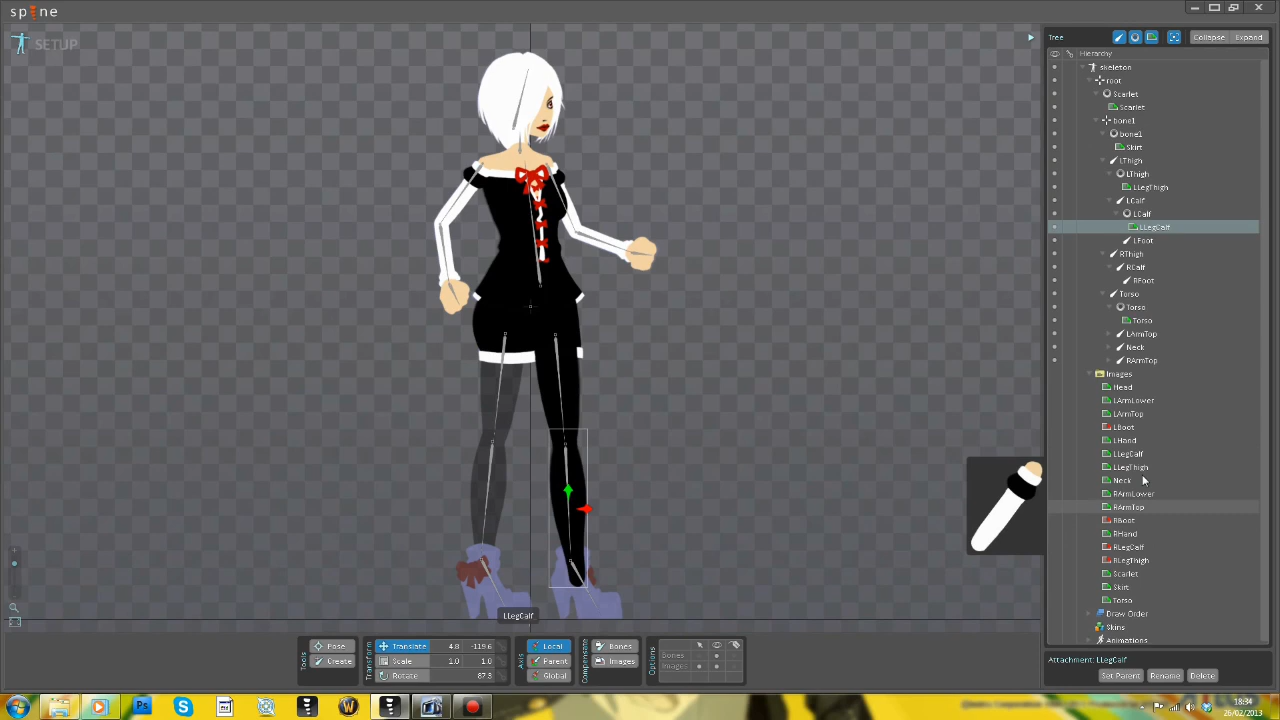 spine
SETUP
Tree
Collapse
Expand
Hierarchy
skeleton
root
Scarlet
Scarlet
bone1
bone1
Skirt
LThigh
LThigh
LLegThigh
LCalf
LCalf
LLegCalf
LFoot
RThigh
RCalf
RFoot
Torso
Torso
Torso
LArmTop
Neck
RArmTop
Images
Head
LArmLower
LArmTop
LBoot
LHand
LLegCalf
LLegThigh
Neck
RArmLower
RArmTop
RBoot
RHand
RLegCalf
RLegThigh
Scarlet
Skirt
Torso
Draw Order
Skins
Animations
LLegCalf
Tools
Pose
Create
Transform
Translate 4.8 -119.6
Scale 1.0 1.0
Rotate 87.3
Axis
Local
Parent
Global
Compensate
Bones
Images
Options
Bones
Images
Attachment: LLegCalf
Set Parent
Rename
Delete
Ps
18:34
26/02/2013